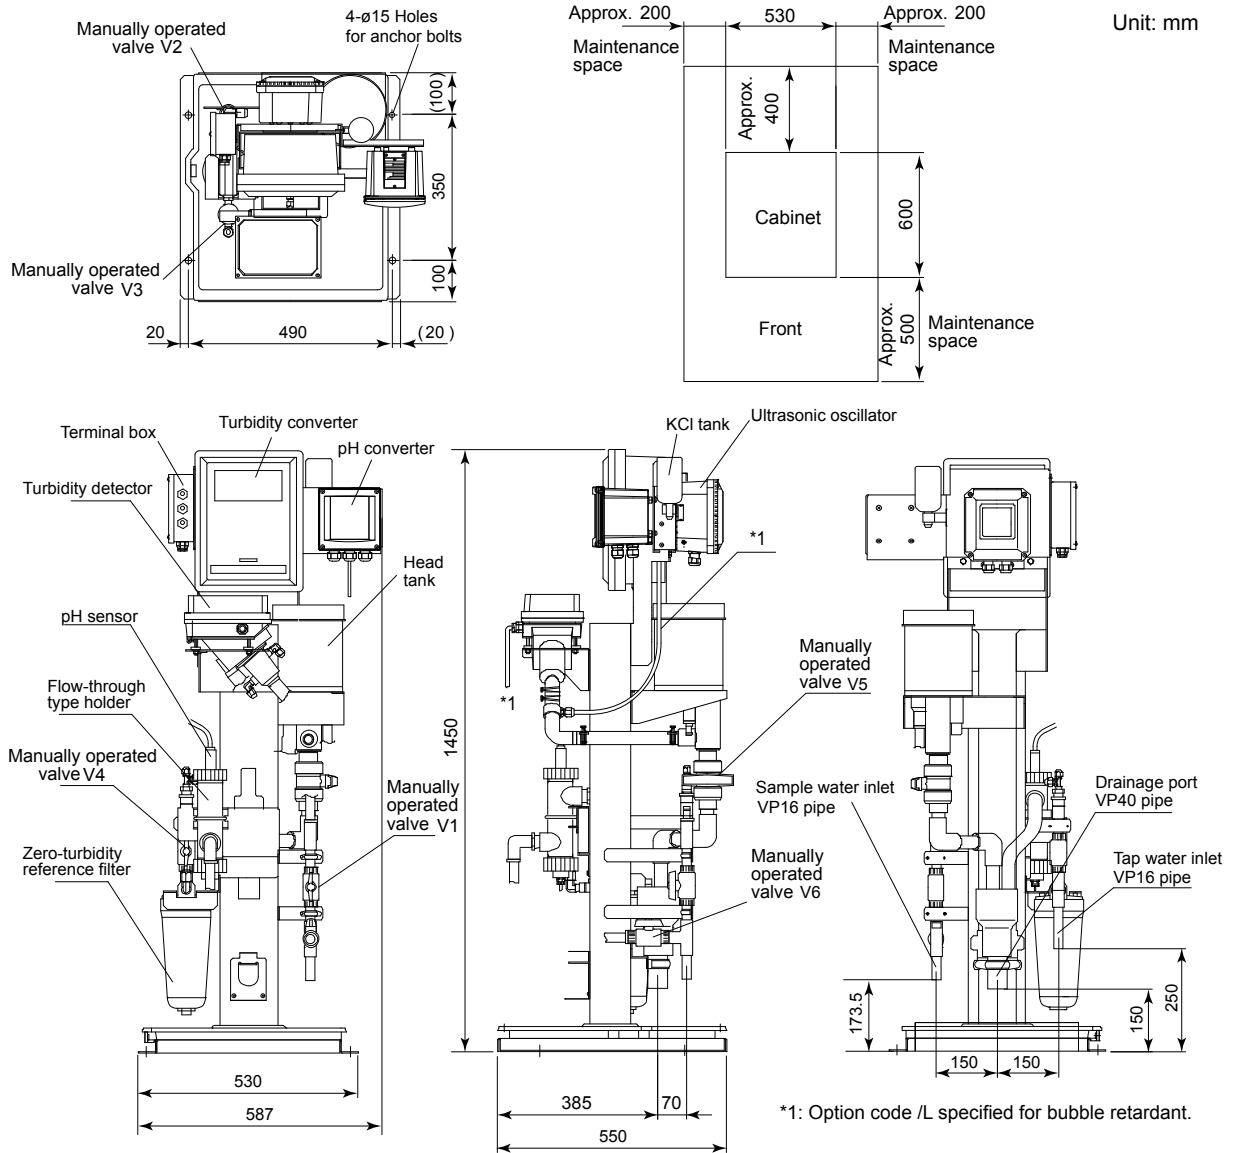 Manually operated
valve V2
4-ø15 Holes
for anchor bolts
(100)
350
100
Manually operated
valve V3
20
490
(20 )
Approx. 200
530
Approx. 200
Unit: mm
Maintenance
space
Maintenance
space
Approx.
400
Cabinet
600
Front
Approx.
500
Maintenance
space
Terminal box
Turbidity converter
pH converter
Turbidity detector
Head
tank
pH sensor
Flow-through
type holder
Manually operated
valve V4
Manually
operated
valve V1
Zero-turbidity
reference filter
530
587
KCl tank
Ultrasonic oscillator
*1
*1
1450
Manually
operated
valve V5
Manually
operated
valve V6
385
70
550
Sample water inlet
VP16 pipe
Drainage port
VP40 pipe
Tap water inlet
VP16 pipe
173.5
150
250
150
150
*1: Option code /L specified for bubble retardant.